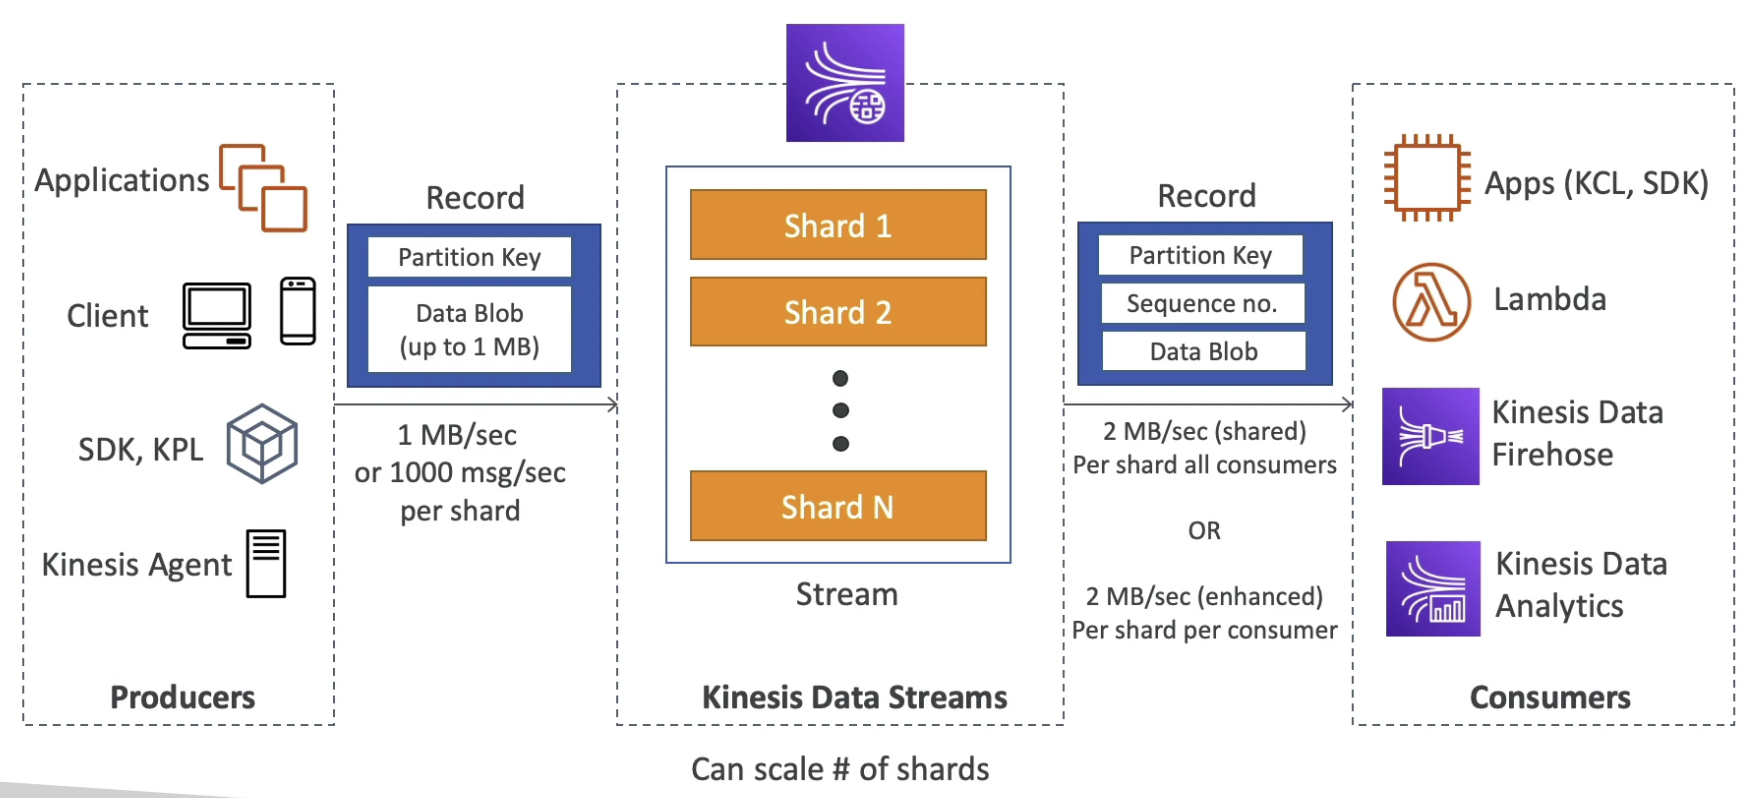 Applications
Client
SDK, KPL
Kinesis Agent
Producers
Record
Partition Key
Data Blob
(up to 1 MB)
1 MB/sec
or 1000 msg/sec
per shard
Shard 1
Shard 2
Shard N
Stream
Kinesis Data Streams
Can scale # of shards
Record
Partition Key
Sequence no.
Data Blob
2 MB/sec (shared)
Per shard all consumers
OR
2 MB/sec (enhanced)
Per shard per consumer
Apps (KCL, SDK)
Lambda
Kinesis Data
Firehose
Kinesis Data
Analytics
Consumers